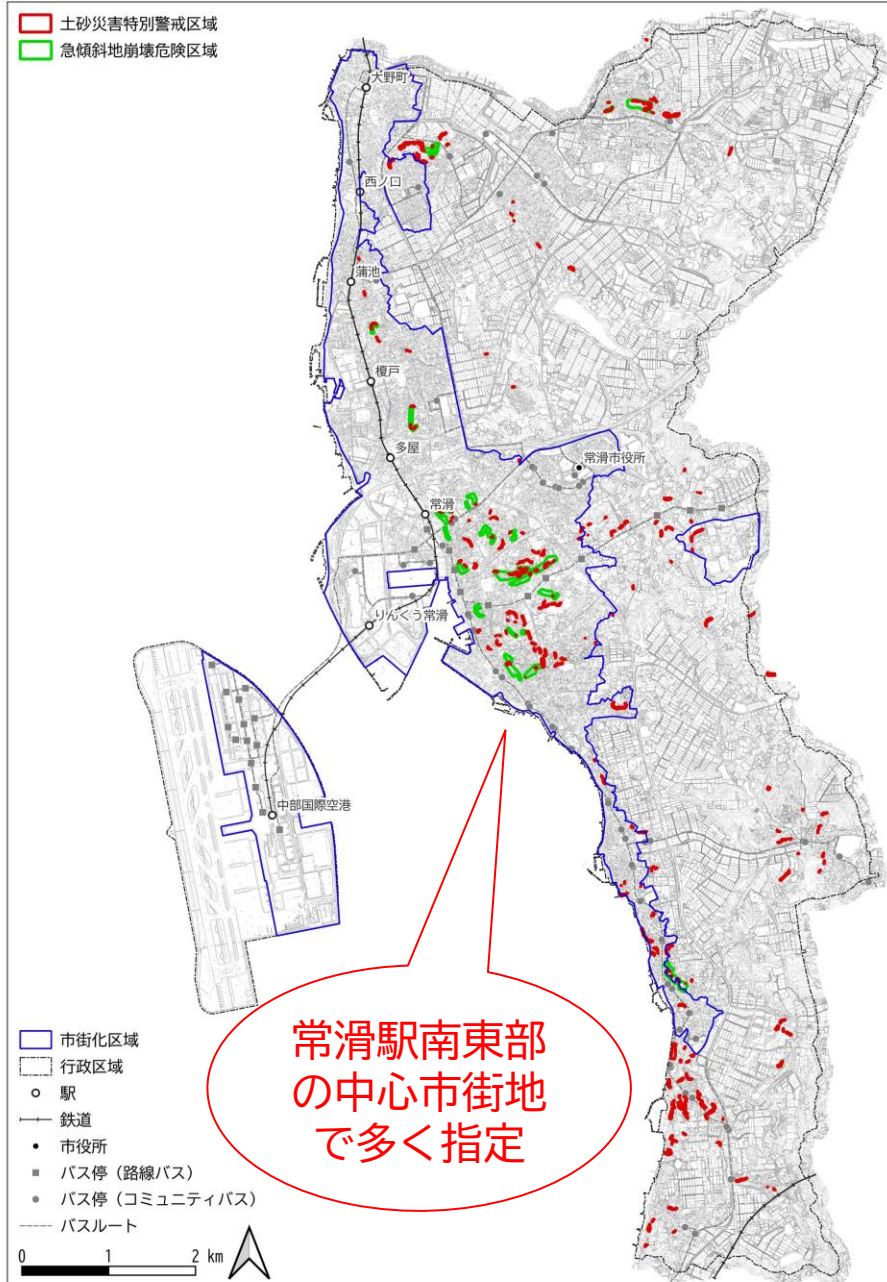 土砂災害特別警戒区域
急傾斜地崩壊危険区域
大野町
西ノ口
蒲池
榎戸
多屋
常滑市役所
常滑
りんくう常滑
中部国際空港
常滑駅南東部
の中心市街地
で多く指定
市街化区域
行政区域
駅
鉄道
市役所
バス停（路線バス）
バス停（コミュニティバス）
バスルート
0 1 2 km